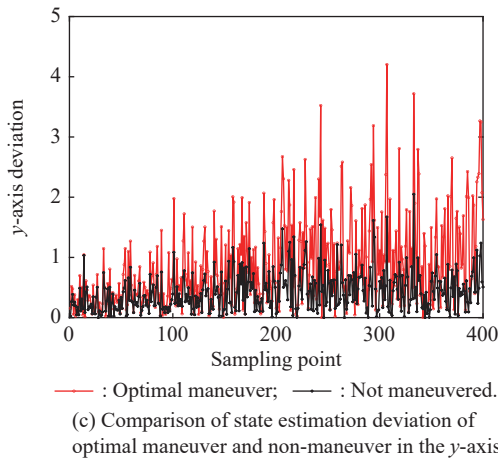 5
4
3
2
1
0
y-axis deviation
0
100
200
300
400
Sampling point
: Optimal maneuver; : Not maneuvered.
(c) Comparison of state estimation deviation of
optimal maneuver and non-maneuver in the y-axis